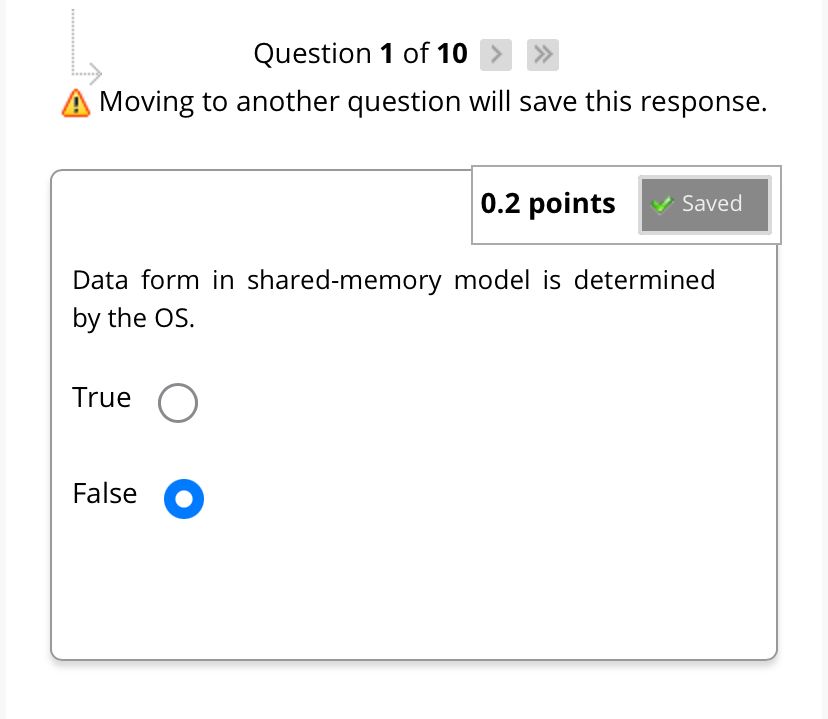 Question 1 of 10
Moving to another question will save this response.
0.2 points
Saved
Data form in shared-memory model is determined
by the OS.
True
False